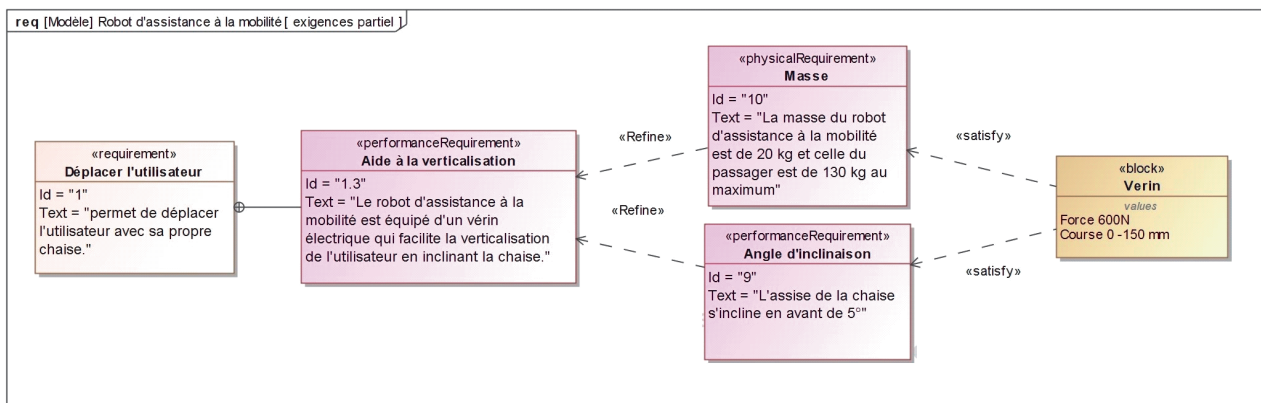 req [Modèle] Robot d'assistance à la mobilité [ exigences partiel ]
«requirement»
Déplacer l'utilisateur
Id = "1"
Text = "permet de déplacer
l'utilisateur avec sa propre
chaise."
«performanceRequirement»
Aide à la verticalisation
Id = "1.3"
Text = "Le robot d'assistance à la
mobilité est équipé d'un vérin
électrique qui facilite la verticalisation
de l'utilisateur en inclinant la chaise."
«Refine»
«Refine»
«physicalRequirement»
Masse
Id = "10"
Text = "La masse du robot
d'assistance à la mobilité
est de 20 kg et celle du
passager est de 130 kg au
maximum"
«performanceRequirement»
Angle d'inclinaison
Id = "9"
Text = "L'assise de la chaise
s'incline en avant de 5°"
«satisfy»
«satisfy»
«block»
Verin
values
Force 600N
Course 0 -150 mm